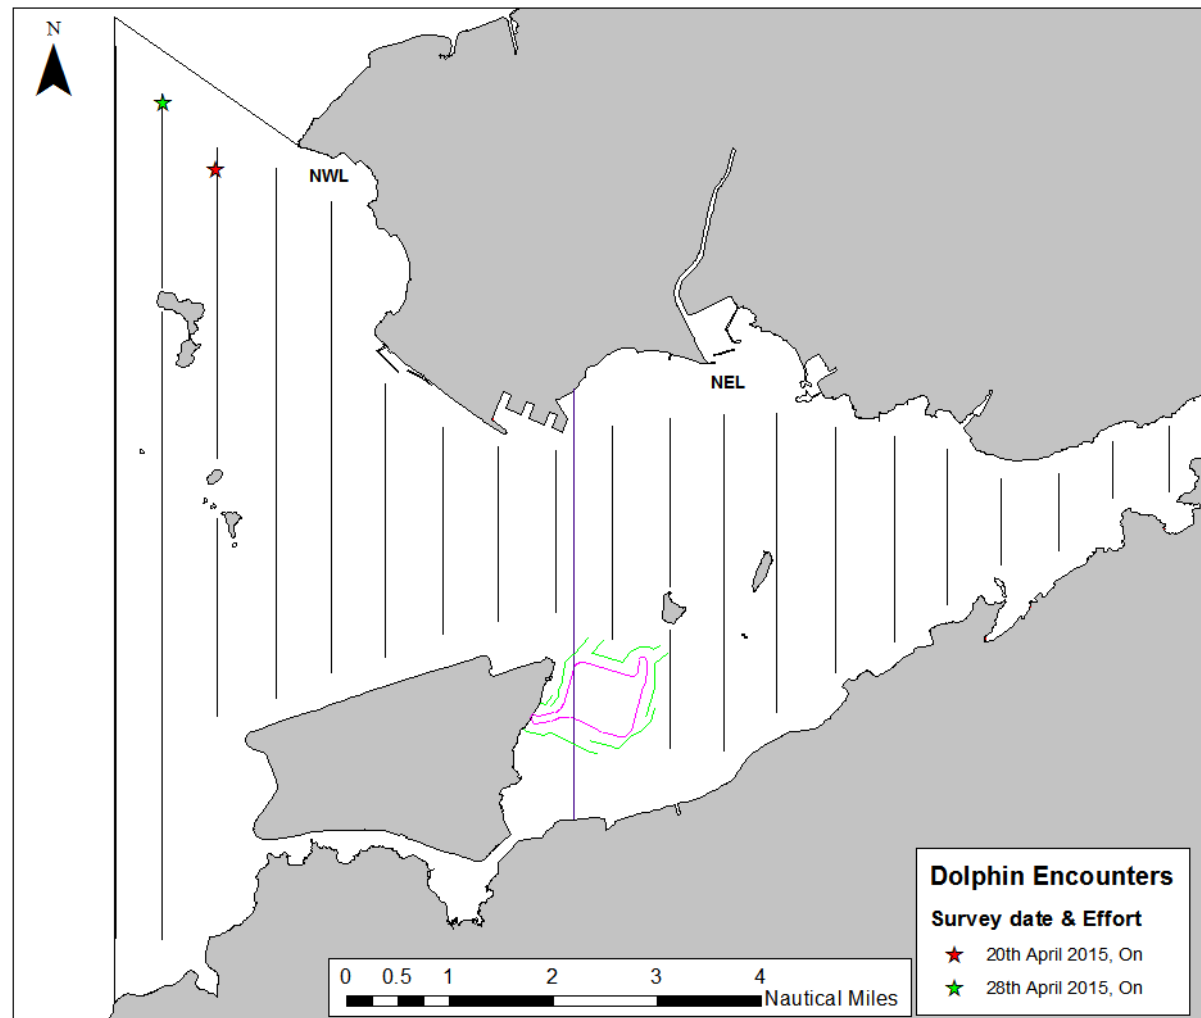 N
NWL
NEL
Dolphin Encounters
Survey date & Effort
20th April 2015, On
28th April 2015, On
0 0.5 1 2 3 4
Nautical Miles